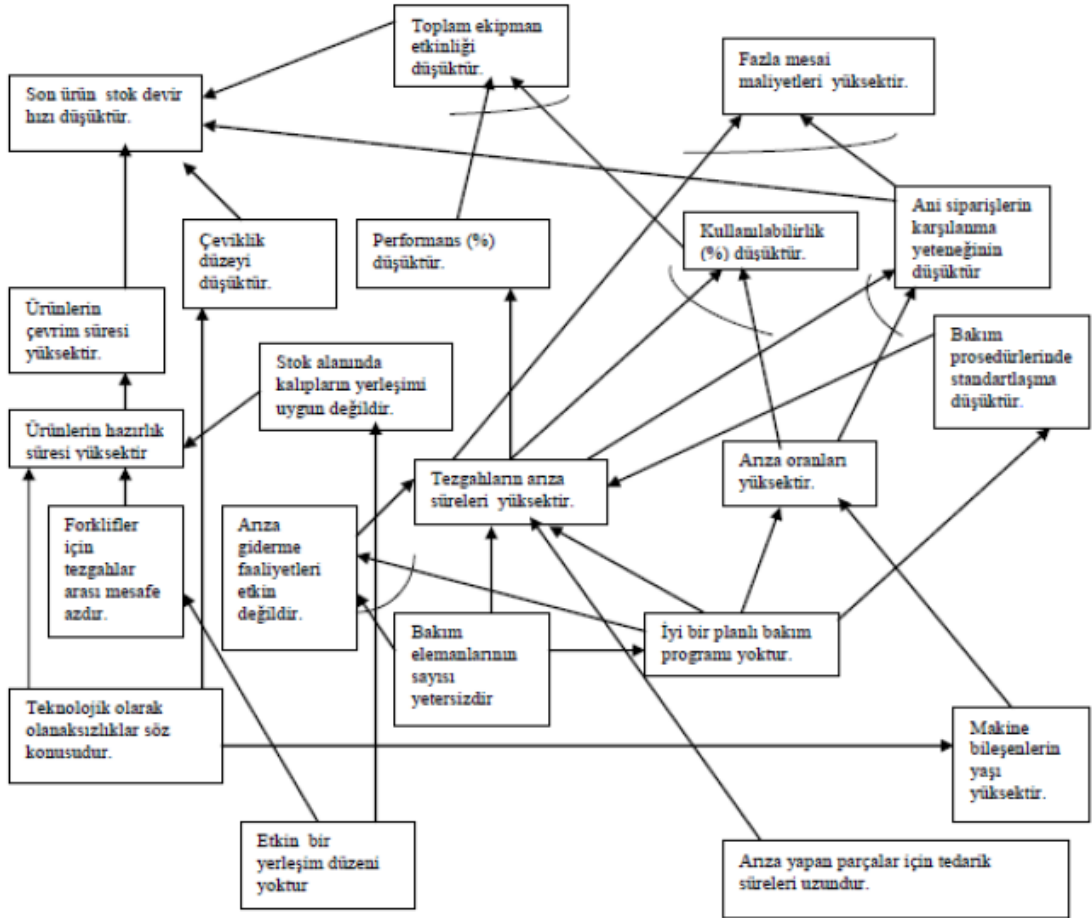 Toplam ekipman
etkinliği
düşüktür.
Fazla mesai
maliyetleri yüksektir.
Son ürün stok devir
hızı düşüktür.
Ani siparişlerin
karşılanma
yeteneğinin
düşüktür
Kullanılabilirlik
(%) düşüktür.
Performans (%)
düşüktür.
Çeviklik
düzeyi
düşüktür.
Ürünlerin
çevrim süresi
yüksektir.
Bakım
prosedürlerinde
standartlaşma
düşüktür.
Stok alanında
kalıpların yerleşimi
uygun değildir.
Ürünlerin hazırlık
süresi yüksektir
Tezgahların arıza
süreleri yüksektir.
Arıza oranları
yüksektir.
Forklifler
için
tezgahlar
arası mesafe
azdır.
Arıza
giderme
faaliyetleri
etkin
değildir.
Bakım
elemanlarının
sayısı
yetersizdir
İyi bir planlı bakım
programı yoktur.
Teknolojik olarak
olanaksızlıklar söz
konusudur.
Makine
bileşenlerin
yaşı
yüksektir.
Etkin bir
yerleşim düzeni
yoktur
Arıza yapan parçalar için tedarik
süreleri uzundur.